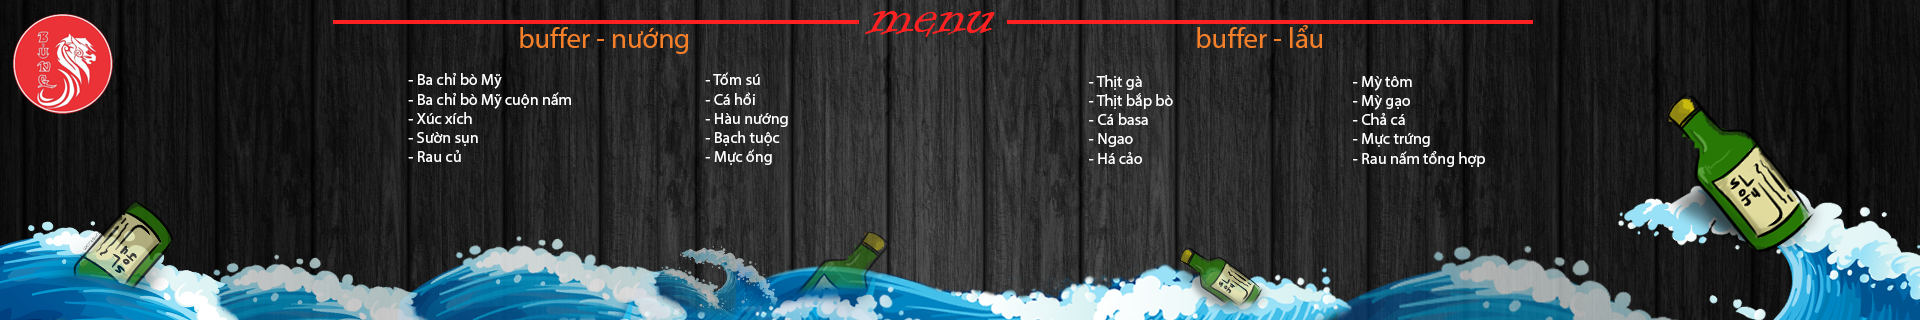 BÙNG
menu
buffer - nướng
- Ba chỉ bò Mỹ
- Ba chỉ bò Mỹ cuộn nấm
- Xúc xích
- Sườn sụn
- Rau củ
- Tốm sú
- Cá hồi
- Hàu nướng
- Bạch tuộc
- Mực ống
buffer - lẩu
- Thịt gà
- Thịt bắp bò
- Cá basa
- Ngao
- Há cảo
- Mỳ tôm
- Mỳ gạo
- Chả cá
- Mực trứng
- Rau nấm tổng hợp